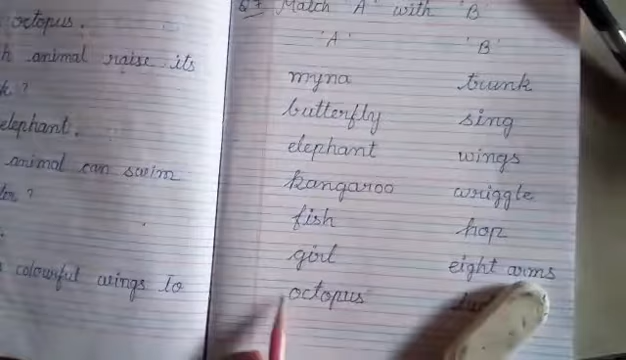 octopus.
animal raise its
?
elephant.
animal can swim
?
colourful wings to
Q7 Match 'A' with 'B'
'A' 'B'
myna trunk
butterfly sing
elephant wings
kangaroo wriggle
fish hop
girl eight arms
octopus